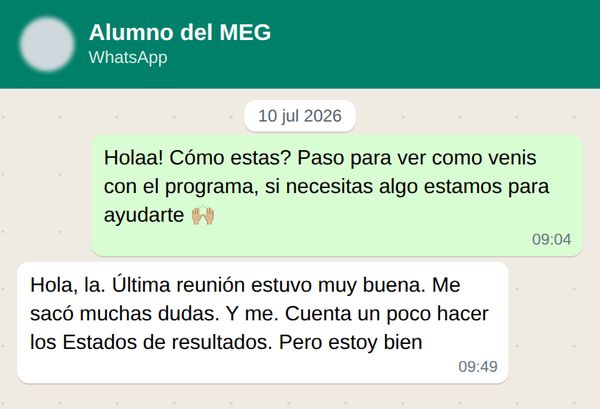 Alumno del MEG
WhatsApp
10 jul 2026
Holaa! Cómo estas? Paso para ver como venis
con el programa, si necesitas algo estamos para
ayudarte 🙌🏼
09:04
Hola, la. Última reunión estuvo muy buena. Me
sacó muchas dudas. Y me. Cuenta un poco hacer
los Estados de resultados. Pero estoy bien
09:49